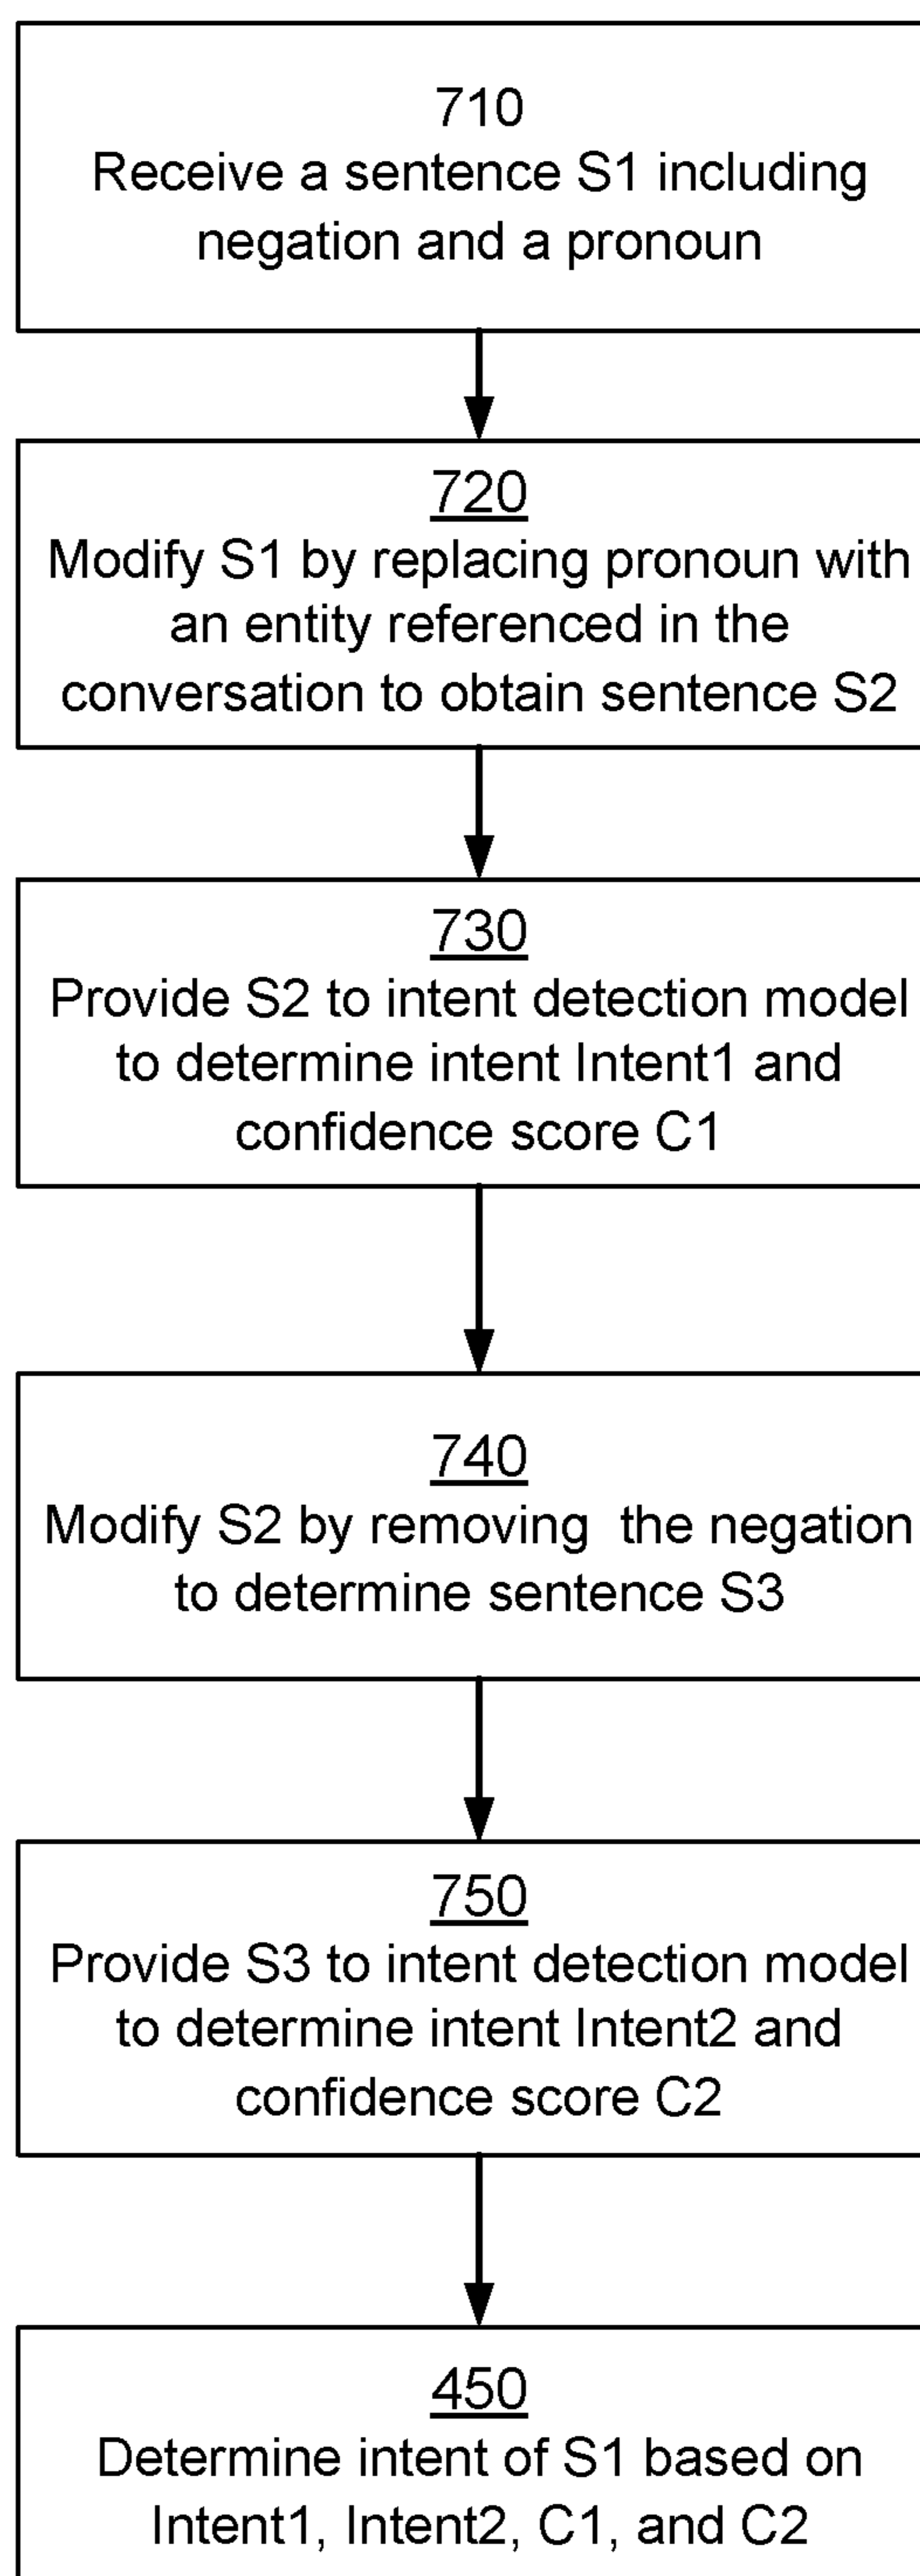 710
Receive a sentence S1 including
negation and a pronoun
720
Modify S1 by replacing pronoun with
an entity referenced in the
conversation to obtain sentence S2
730
Provide S2 to intent detection model
to determine intent Intent1 and
confidence score C1
740
Modify S2 by removing  the negation
to determine sentence S3
750
Provide S3 to intent detection model
to determine intent Intent2 and
confidence score C2
450
Determine intent of S1 based on
Intent1, Intent2, C1, and C2